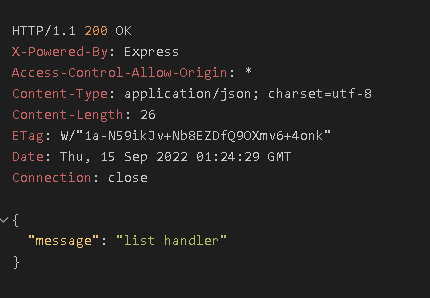 HTTP/1.1 200 OK
X-Powered-By: Express
Access-Control-Allow-Origin: *
Content-Type: application/json; charset=utf-8
Content-Length: 26
ETag: W/"1a-N59ikJv+Nb8EZDfQ9OXmv6+4onk"
Date: Thu, 15 Sep 2022 01:24:29 GMT
Connection: close
{
"message": "list handler"
}